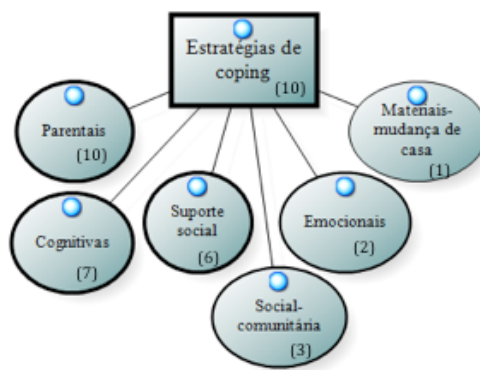 Estratégias de
coping
(10)
Parentais
(10)
Materiais-
mudança de
casa
(1)
Cognitivas
(7)
Suporte
social
(6)
Emocionais
(2)
Social-
comunitária
(3)